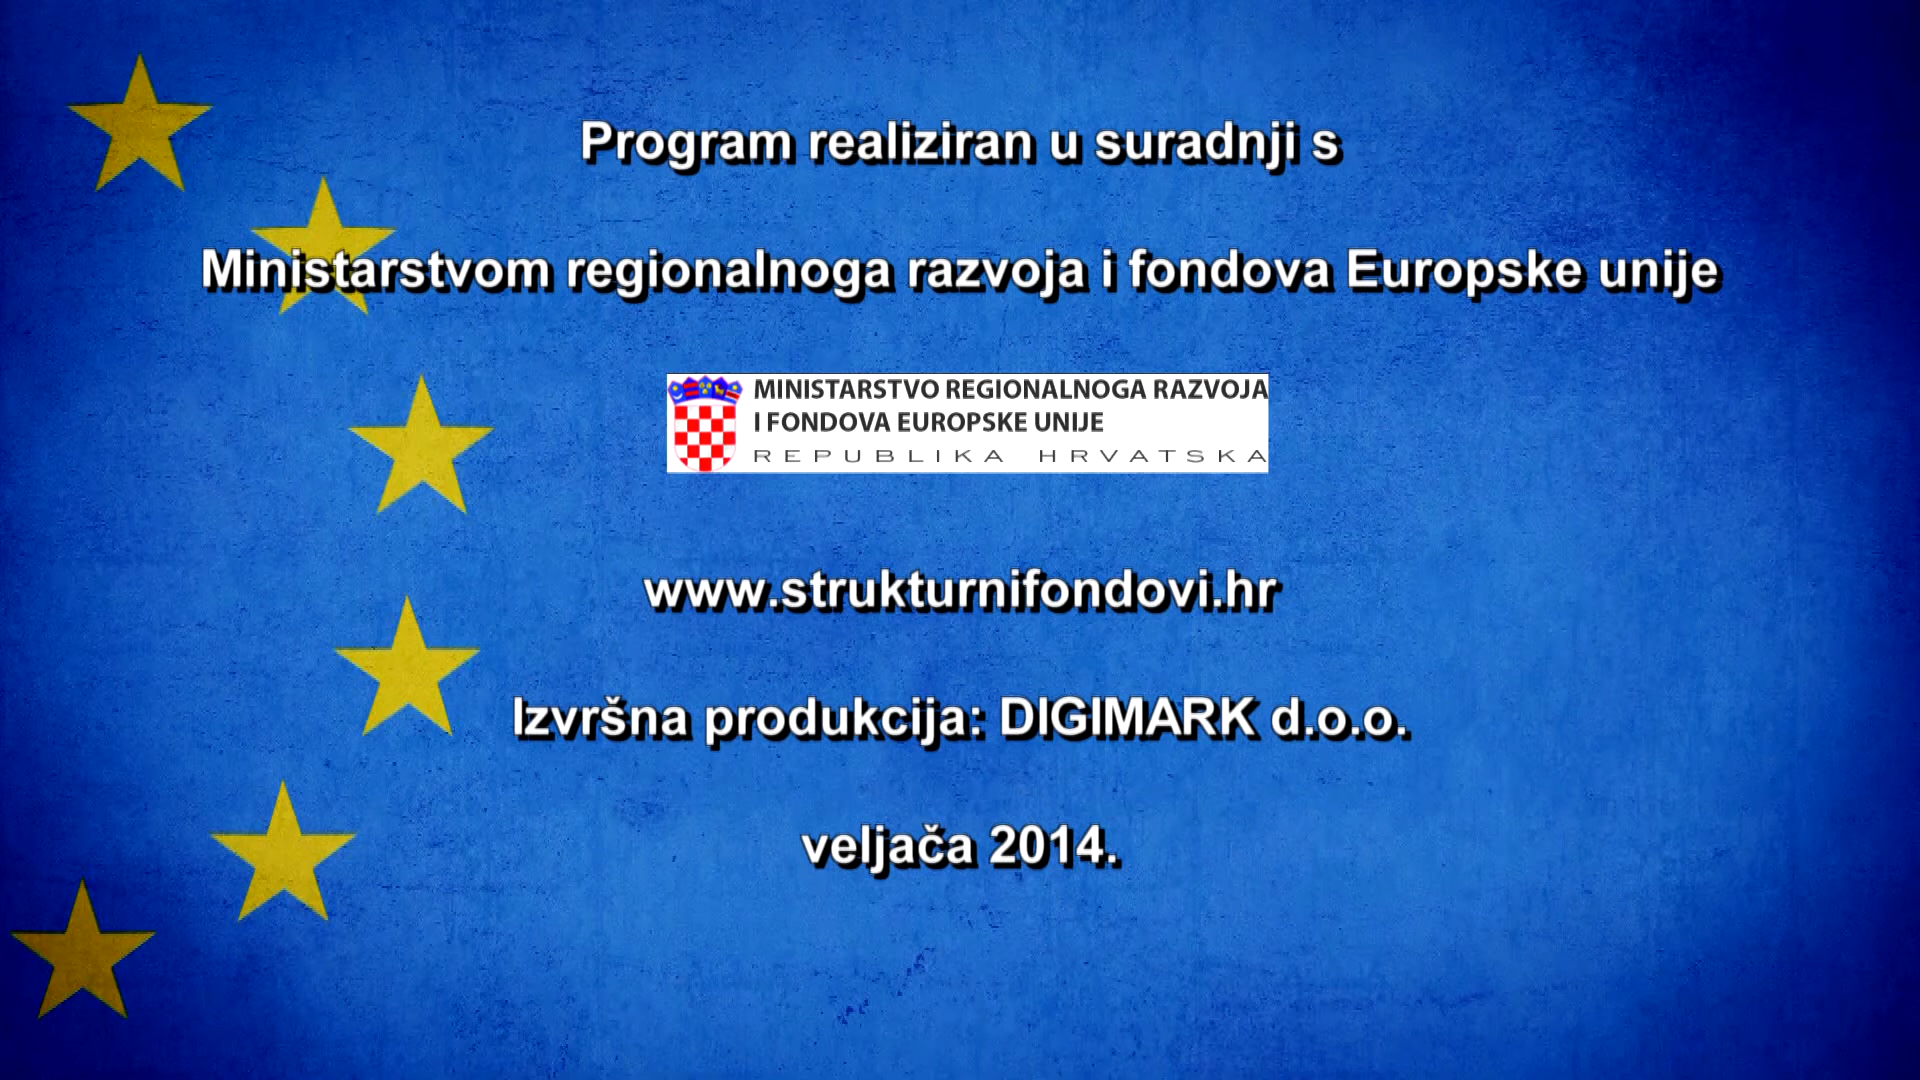 Program realiziran u suradnji s
Ministarstvom regionalnoga razvoja i fondova Europske unije
MINISTARSTVO REGIONALNOGA RAZVOJA
I FONDOVA EUROPSKE UNIJE
REPUBLIKA HRVATSKA
www.strukturnifondovi.hr
Izvršna produkcija: DIGIMARK d.o.o.
veljača 2014.